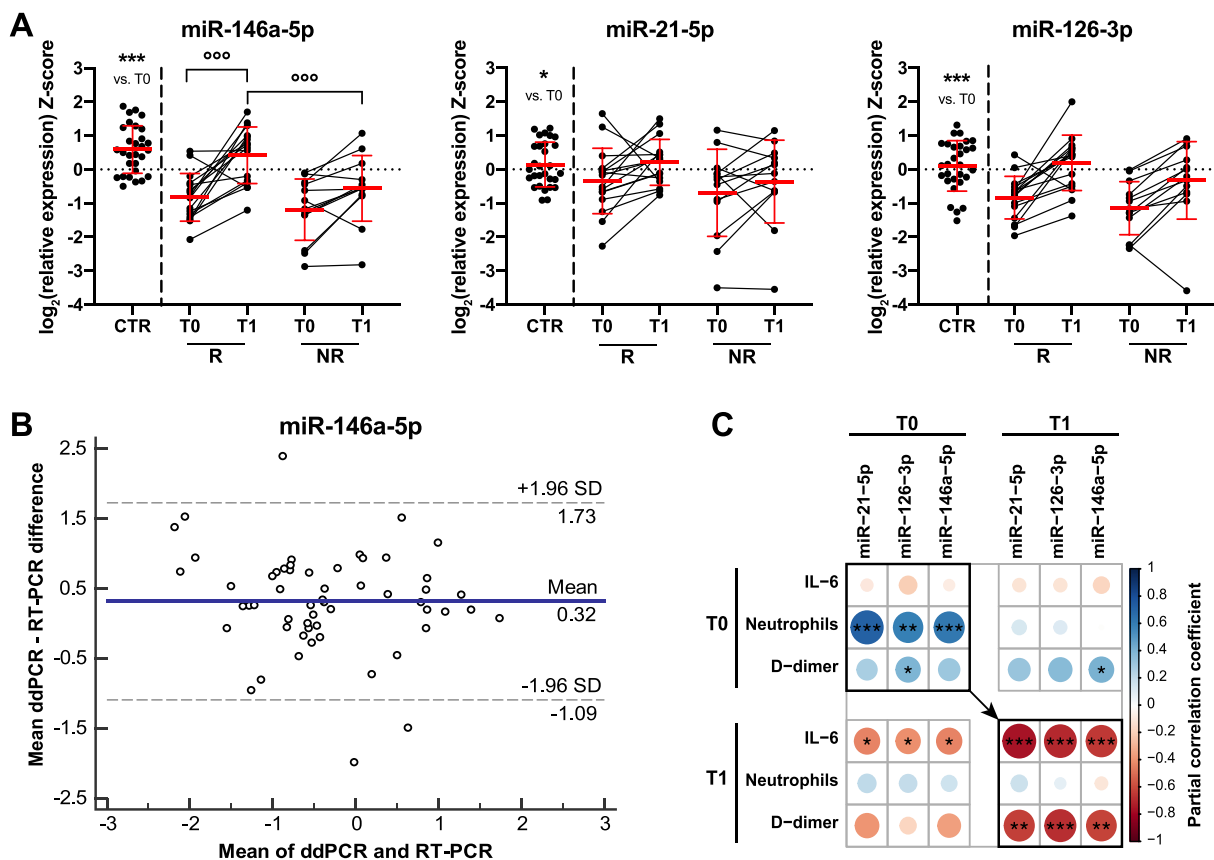 A
miR-146a-5p
miR-21-5p
miR-126-3p
log2(relative expression) Z-score
3
2
1
0
-1
-2
-3
-4
***
vs. T0
°°°
°°°
CTR
T0
T1
T0
T1
R
NR
log2(relative expression) Z-score
3
2
1
0
-1
-2
-3
-4
*
vs. T0
CTR
T0
T1
T0
T1
R
NR
log2(relative expression) Z-score
3
2
1
0
-1
-2
-3
-4
***
vs. T0
CTR
T0
T1
T0
T1
R
NR
B
miR-146a-5p
Mean ddPCR - RT-PCR difference
2.5
1.5
0.5
-0.5
-1.5
-2.5
+1.96 SD
1.73
Mean
0.32
-1.96 SD
-1.09
-3 -2 -1 0 1 2 3
Mean of ddPCR and RT-PCR
C
T0 T1
miR−21−5p
miR−126−3p
miR−146a−5p
miR−21−5p
miR−126−3p
miR−146a−5p
T0
IL−6
Neutrophils
*** ** ***
D−dimer
* *
T1
IL−6
* * * *** *** ***
Neutrophils
D−dimer
** *** **
1
0.8
0.6
0.4
0.2
0
−0.2
−0.4
−0.6
−0.8
−1
Partial correlation coefficient